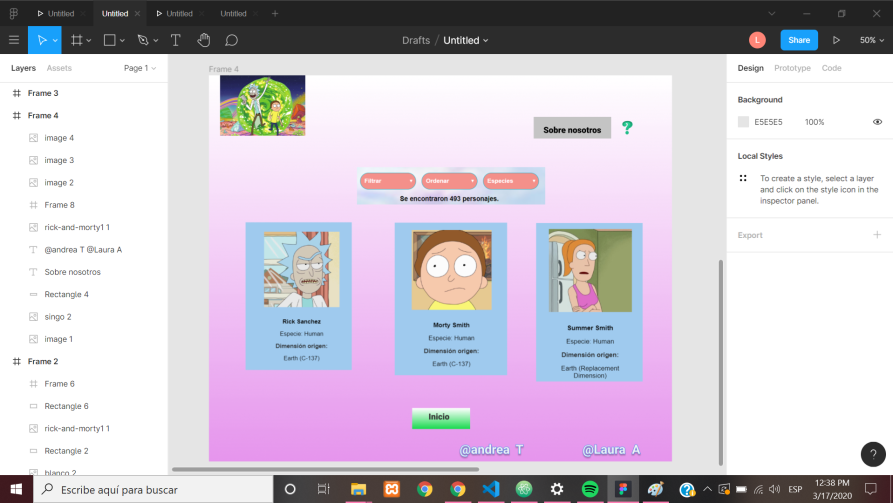 Untitled
Untitled
Untitled
Untitled
Drafts / Untitled
L
Share
50%
Layers
Assets
Page 1
Frame 3
Frame 4
image 4
image 3
image 2
Frame 8
rick-and-morty1 1
@andrea T @Laura A
Sobre nosotros
Rectangle 4
singo 2
image 1
Frame 2
Frame 6
Rectangle 6
rick-and-morty1 1
Rectangle 2
blanco 2
Frame 4
Sobre nosotros
?
Filtrar
Ordenar
Especies
Se encontraron 493 personajes.
Rick Sanchez
Especie: Human
Dimensión origen:
Earth (C-137)
Morty Smith
Especie: Human
Dimensión origen:
Earth (C-137)
Summer Smith
Especie: Human
Dimensión origen:
Earth (Replacement
Dimension)
Inicio
@andrea T
@Laura A
Design
Prototype
Code
Background
E5E5E5
100%
Local Styles
To create a style, select a layer
and click on the style icon in the
inspector panel.
Export
?
Escribe aquí para buscar
ESP
12:38 PM
3/17/2020